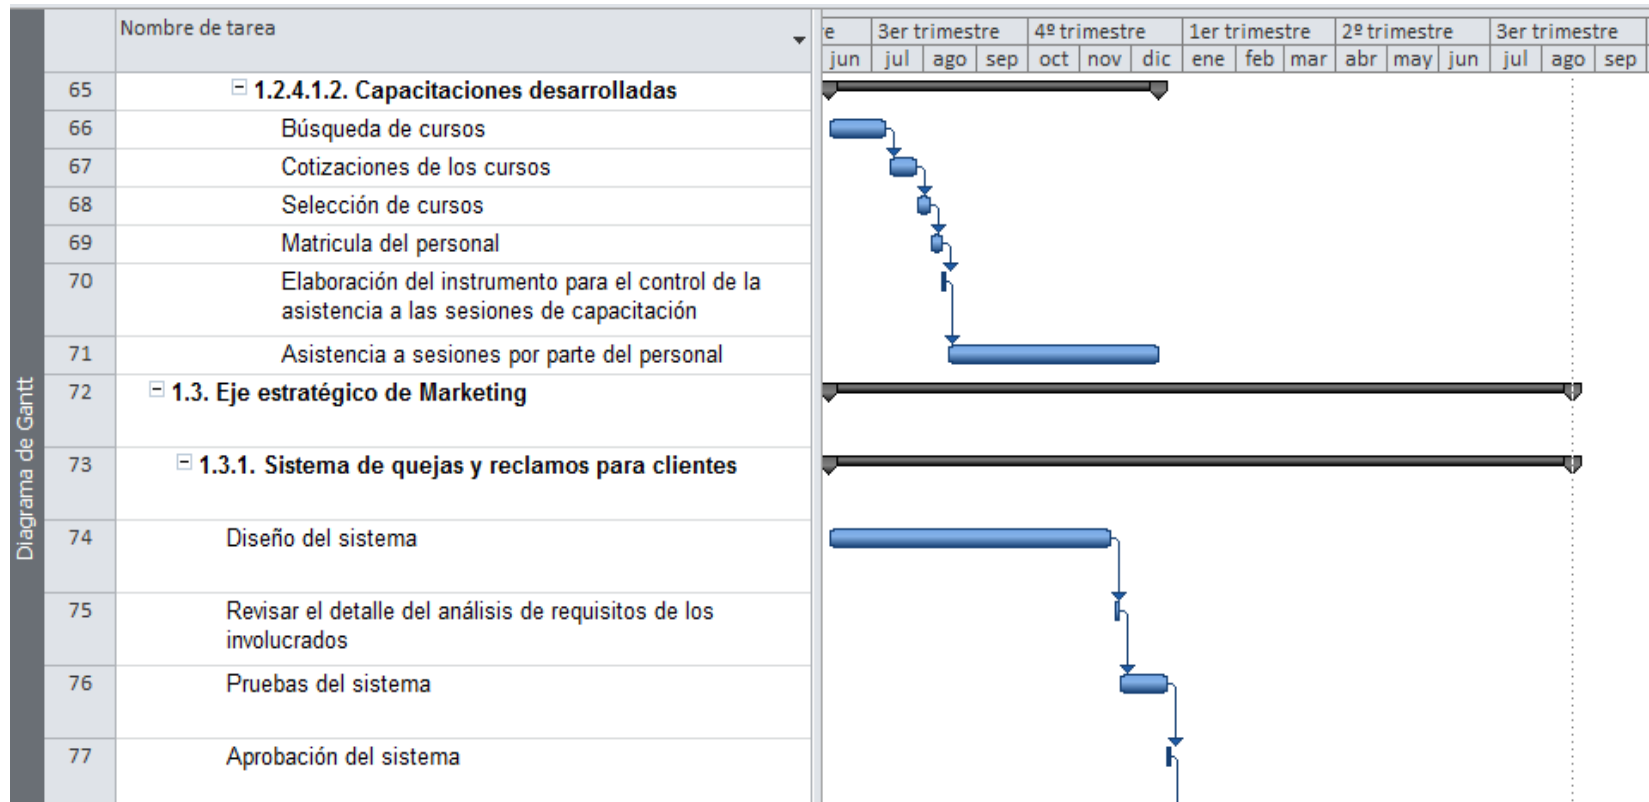 Nombre de tarea
re 3er trimestre 4º trimestre 1er trimestre 2º trimestre 3er trimestre
jun jul ago sep oct nov dic ene feb mar abr may jun jul ago sep
65 1.2.4.1.2. Capacitaciones desarrolladas
66 Búsqueda de cursos
67 Cotizaciones de los cursos
68 Selección de cursos
69 Matricula del personal
70 Elaboración del instrumento para el control de la
asistencia a las sesiones de capacitación
71 Asistencia a sesiones por parte del personal
72 1.3. Eje estratégico de Marketing
73 1.3.1. Sistema de quejas y reclamos para clientes
74 Diseño del sistema
75 Revisar el detalle del análisis de requisitos de los
involucrados
76 Pruebas del sistema
77 Aprobación del sistema
Diagrama de Gantt